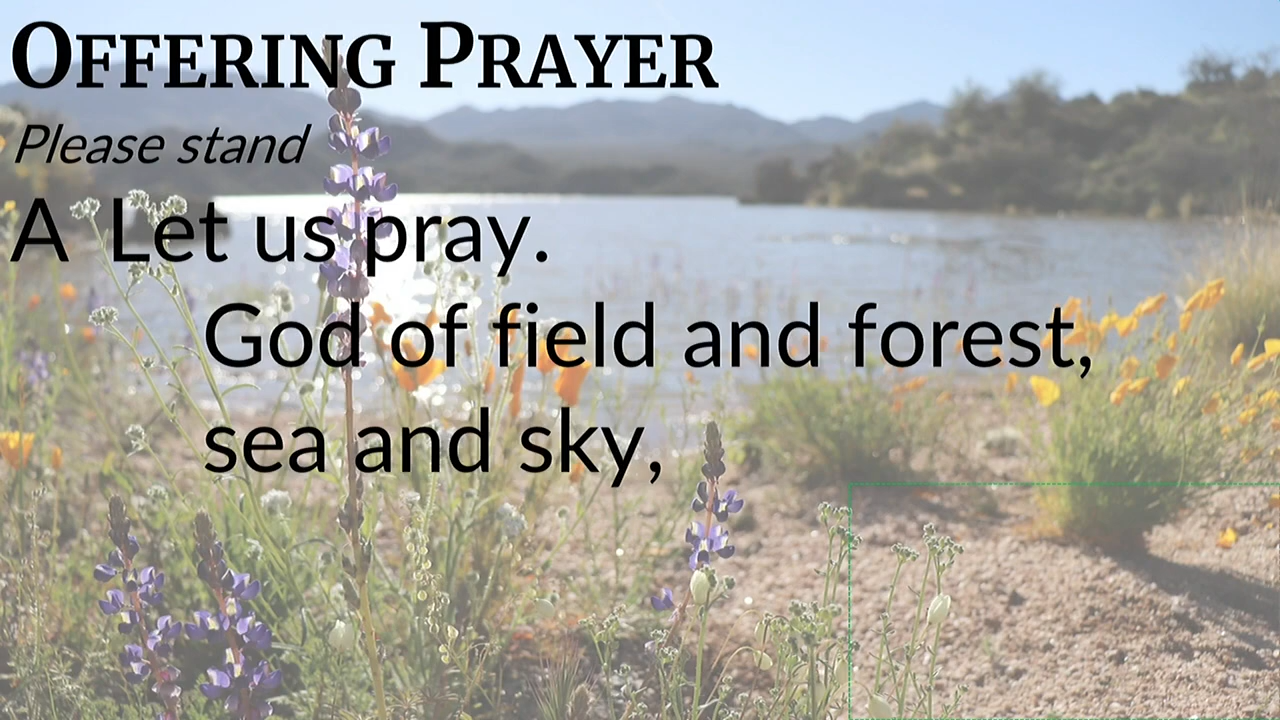 Offering Prayer
Please stand
A Let us pray.
God of field and forest,
sea and sky,